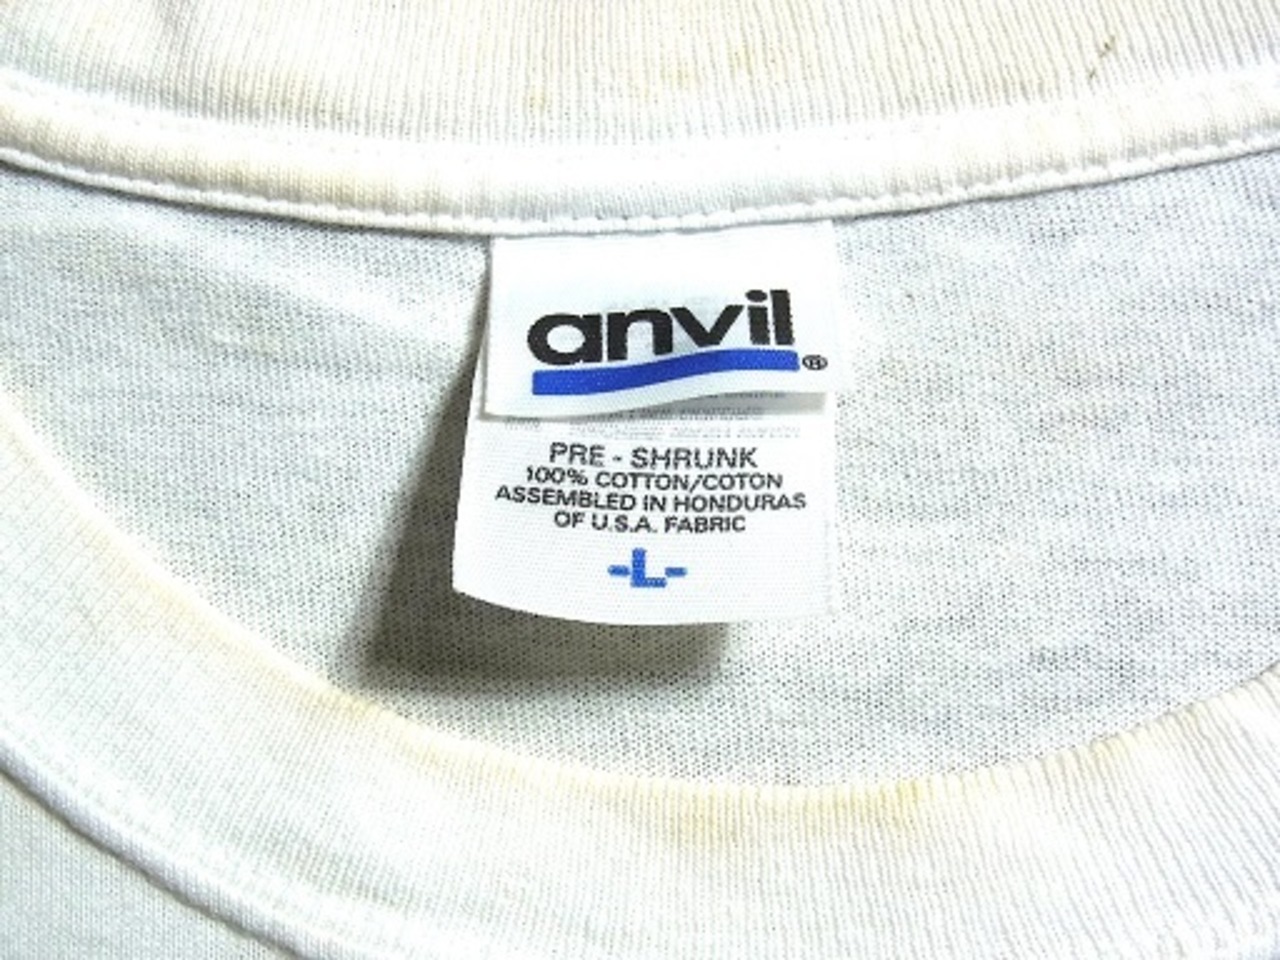 anvil®
PRE - SHRUNK
100% COTTON/COTON
ASSEMBLED IN HONDURAS
OF U.S.A. FABRIC
-L-